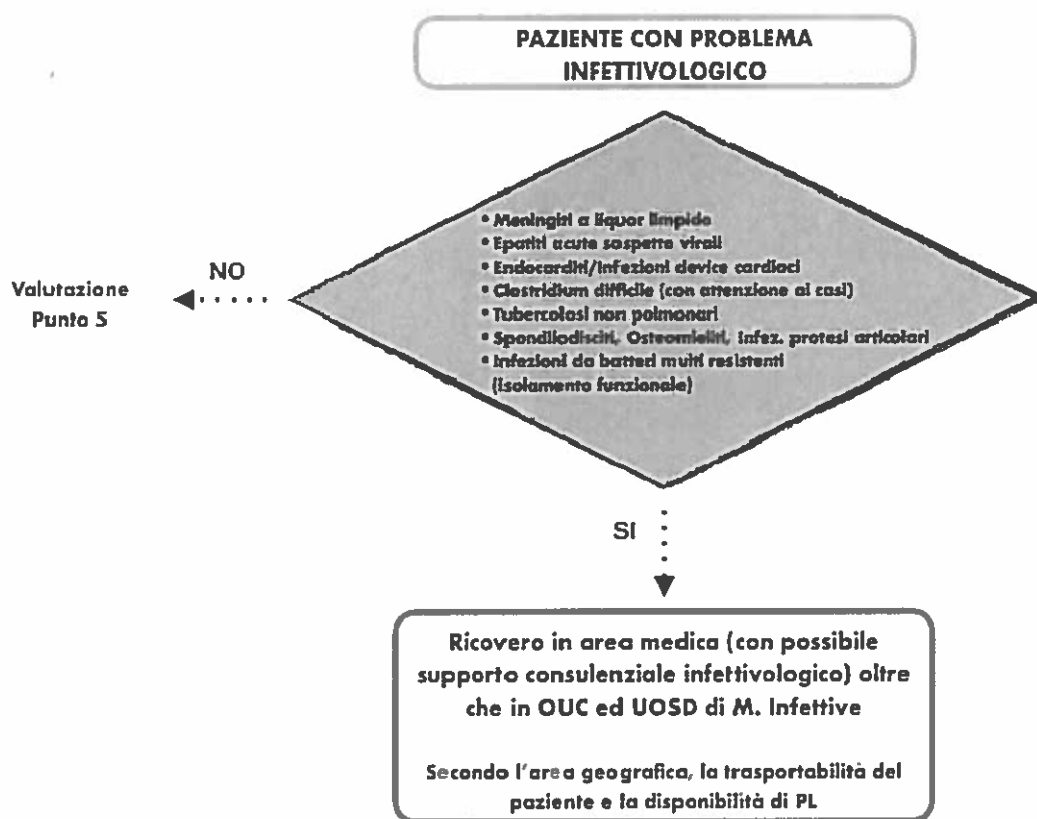 PAZIENTE CON PROBLEMA
INFETTIVOLOGICO
• Meningiti a liquor limpido
• Epatiti acute sospette virali
• Endocarditi/Infezioni device cardiaci
• Clostridium difficile (con attenzione ai casi)
• Tubercolosi non polmonari
• Spondilodisciti, Osteomieliti, infez. protesi articolari
• Infezioni da batteri multi resistenti
(Isolamento funzionale)
NO
Valutazione
Punto 5
SI
Ricovero in area medica (con possibile
supporto consulenziale infettivologico) oltre
che in OUC ed UOSD di M. Infettive
Secondo l'area geografica, la trasportabilità del
paziente e la disponibilità di PL